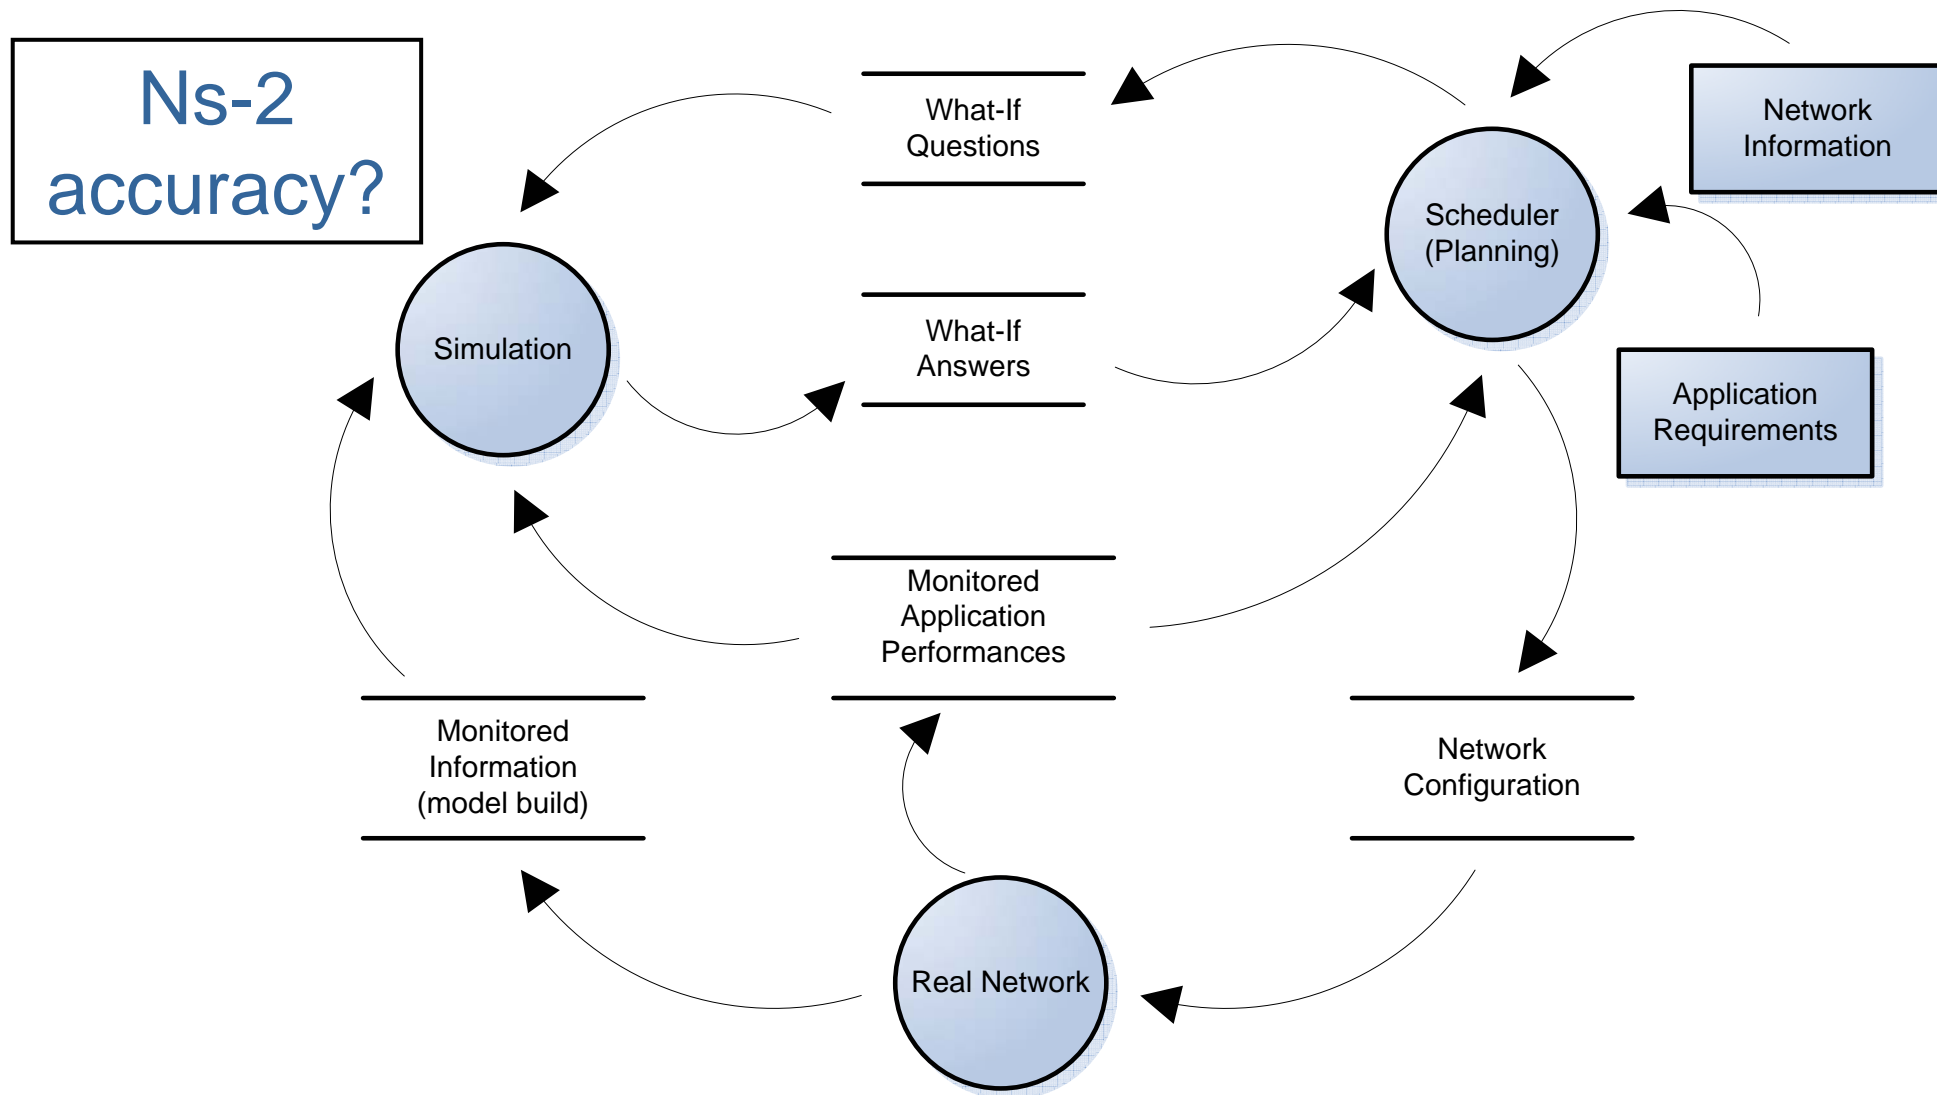 Ns-2
accuracy?
What-If
Questions
Network
Information
Scheduler
(Planning)
Simulation
What-If
Answers
Application
Requirements
Monitored
Application
Performances
Monitored
Information
(model build)
Network
Configuration
Real Network